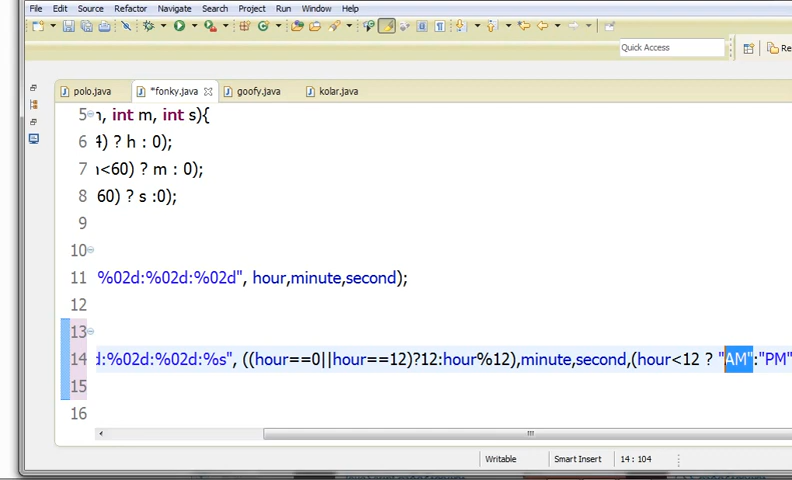 File Edit Source Refactor Navigate Search Project Run Window Help
Quick Access
Re
polo.java *fonky.java goofy.java kolar.java
5 n, int m, int s){
6 4) ? h : 0);
7 n<60) ? m : 0);
8 60) ? s :0);
9
10
11 %02d:%02d:%02d", hour,minute,second);
12
13
14 d:%02d:%02d:%s", ((hour==0||hour==12)?12:hour%12),minute,second,(hour<12 ? "AM":"PM"
15
16
Writable Smart Insert 14 : 104